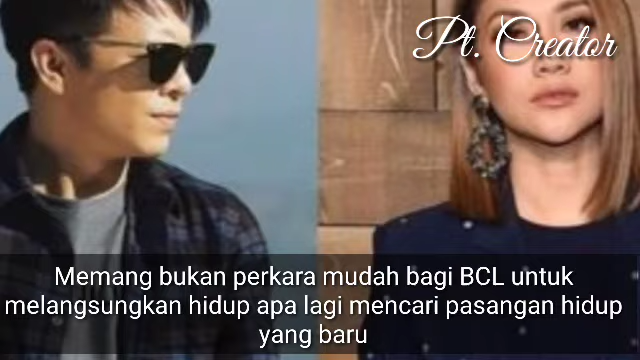 Pt. Creator
Memang bukan perkara mudah bagi BCL untuk
melangsungkan hidup apa lagi mencari pasangan hidup
yang baru